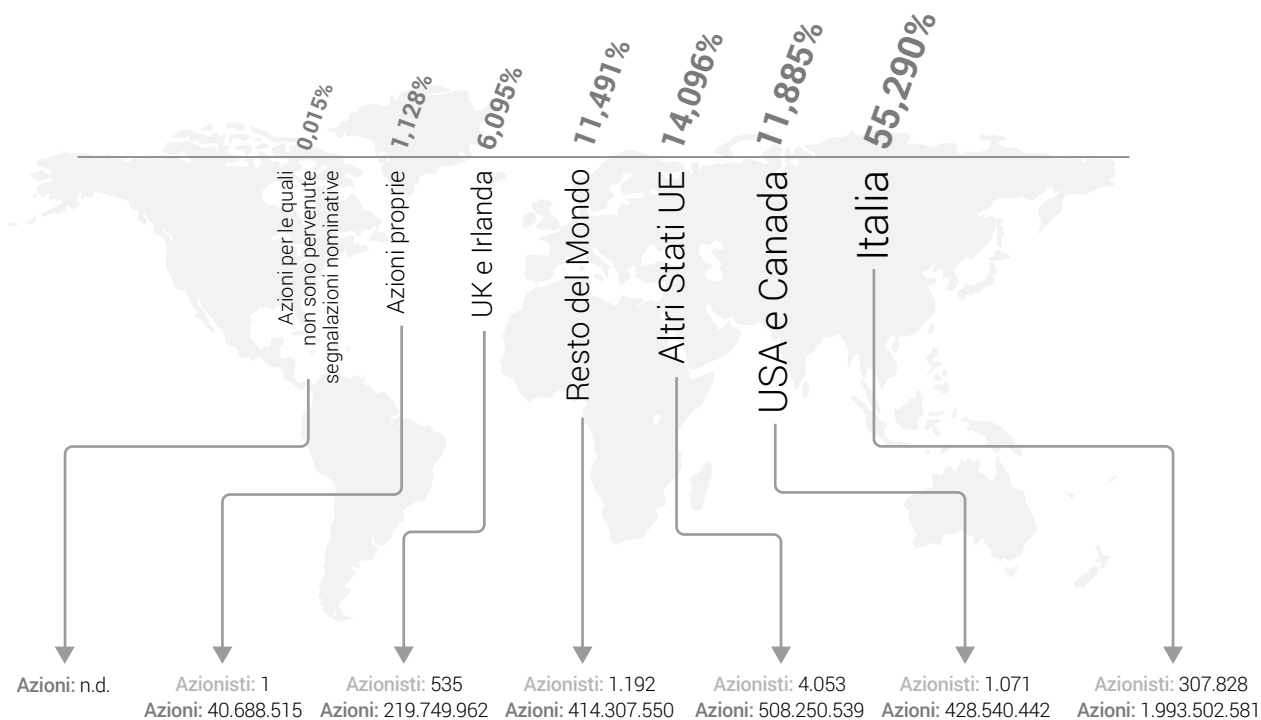 0,015%
1,128%
6,095%
11,491%
14,096%
11,885%
55,290%
Azioni per le quali
non sono pervenute
segnalazioni nominative
Azioni proprie
UK e Irlanda
Resto del Mondo
Altri Stati UE
USA e Canada
Italia
Azioni: n.d.
Azionisti: 1
Azioni: 40.688.515
Azionisti: 535
Azioni: 219.749.962
Azionisti: 1.192
Azioni: 414.307.550
Azionisti: 4.053
Azioni: 508.250.539
Azionisti: 1.071
Azioni: 428.540.442
Azionisti: 307.828
Azioni: 1.993.502.581